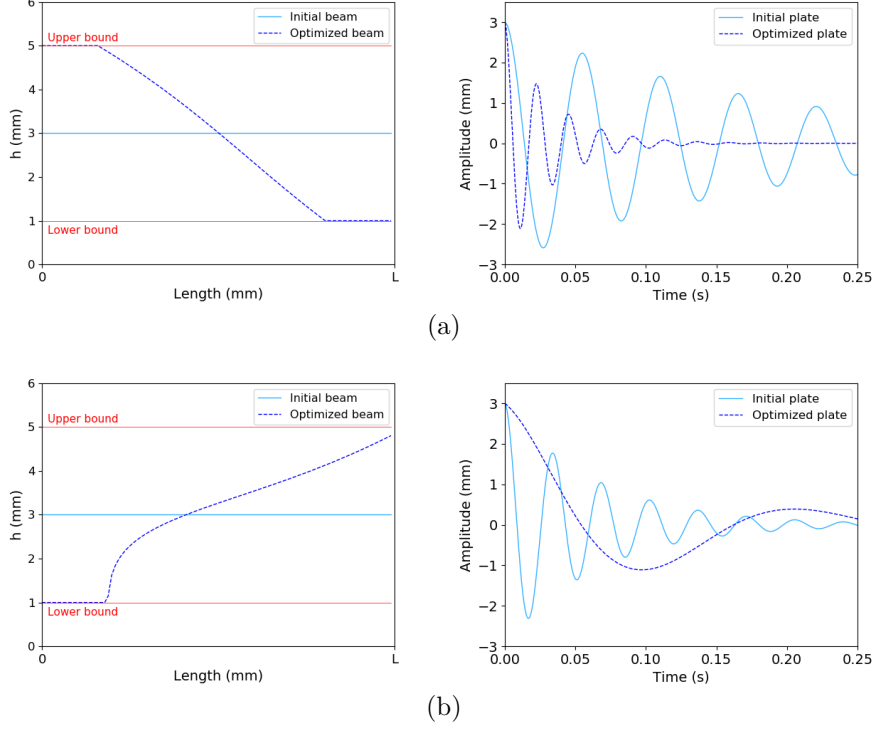 6
5
4
3
2
1
0
h (mm)
Upper bound
Lower bound
Initial beam
Optimized beam
0
L
Length (mm)
3
2
1
0
−1
−2
−3
Amplitude (mm)
Initial plate
Optimized plate
0.00
0.05
0.10
0.15
0.20
0.25
Time (s)
(a)
6
5
4
3
2
1
0
h (mm)
Upper bound
Lower bound
Initial beam
Optimized beam
0
L
Length (mm)
3
2
1
0
−1
−2
−3
Amplitude (mm)
Initial plate
Optimized plate
0.00
0.05
0.10
0.15
0.20
0.25
Time (s)
(b)